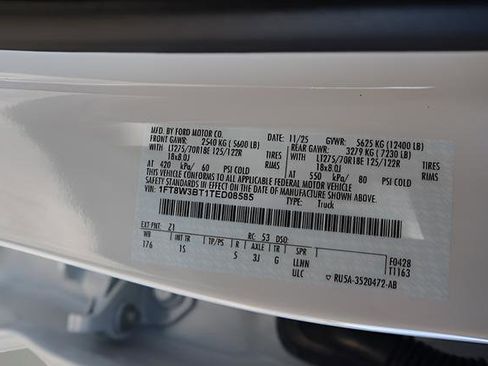 MFD. BY FORD MOTOR CO. 11/25 GVWR: 5625 KG (12400 LB)
FRONT GAWR: 2540 KG (5600 LB) REAR GAWR: 3279 KG (7230 LB)
WITH WITH
LT275/70R18E 125/122R TIRES LT275/70R18E 125/122R TIRES
18x8.0J RIMS 18x8.0J RIMS
AT 420 kPa/ 60 PSI COLD AT 550 kPa/ 80 PSI COLD
THIS VEHICLE CONFORMS TO ALL APPLICABLE FEDERAL MOTOR VEHICLE
SAFETY STANDARDS IN EFFECT ON THE DATE OF MANUFACTURE SHOWN ABOVE.
VIN: 1FT8W3BT1TED08585
TYPE: Truck
EXT PNT: Z1 RC: 53 DSO:
WB INT TR TP/PS R AXLE TR SPR F0428
176 1S 5 3J G LLNN T1163
ULC RU5A-3520472-AB